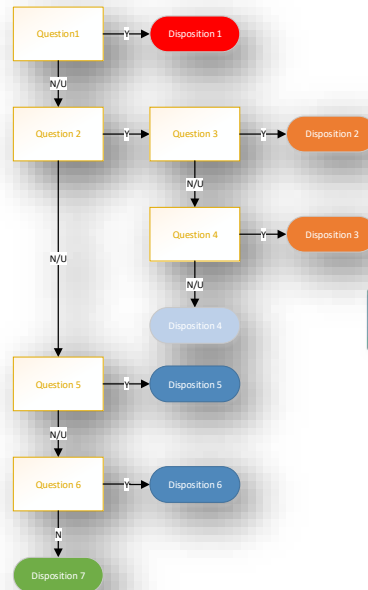 Question1
Y
Disposition 1
N/U
Question 2
Y
Question 3
Y
Disposition 2
N/U
Question 4
Y
Disposition 3
N/U
N/U
Disposition 4
Question 5
Y
Disposition 5
N/U
Question 6
Y
Disposition 6
N
Disposition 7